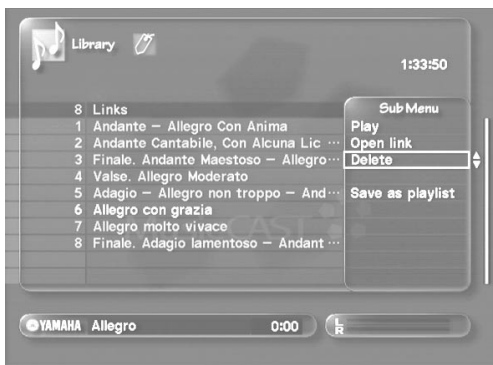 Library
1:33:50
8 Links
1 Andante – Allegro Con Anima
2 Andante Cantabile, Con Alcuna Lic ···
3 Finale. Andante Maestoso – Allegro···
4 Valse. Allegro Moderato
5 Adagio – Allegro non troppo – And···
6 Allegro con grazia
7 Allegro molto vivace
8 Finale. Adagio lamentoso – Andant ···
Sub Menu
Play
Open link
Delete
Save as playlist
YAMAHA Allegro 0:00
L
R